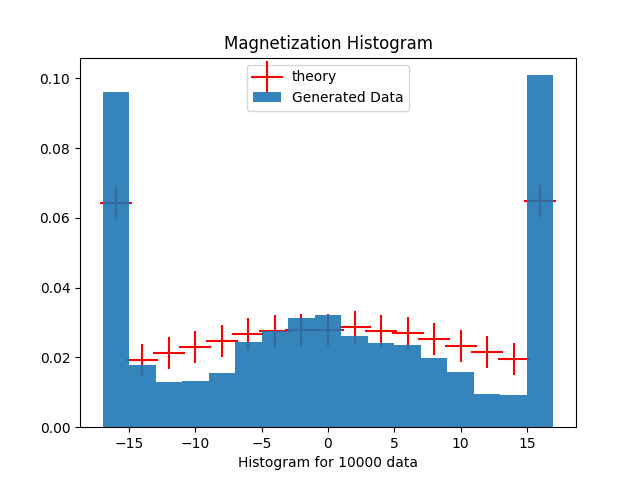 Magnetization Histogram
theory
Generated Data
0.10
0.08
0.06
0.04
0.02
0.00
−15 −10 −5 0 5 10 15
Histogram for 10000 data